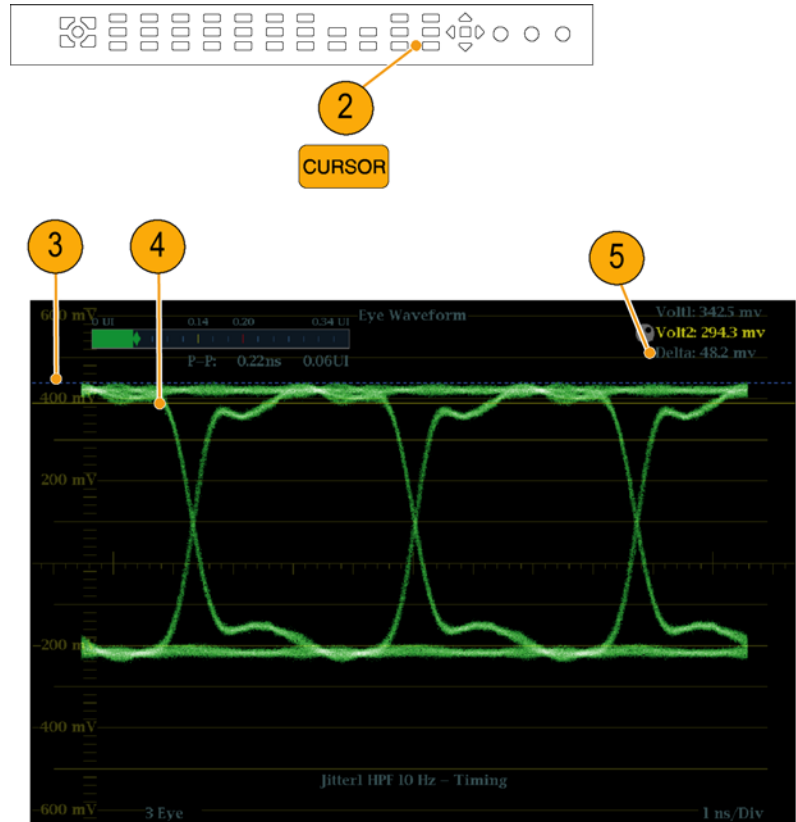 2
CURSOR
3
4
5
600 mV
0 UI 0.14 0.20 0.34 UI
Eye Waveform
Volt1: 342.5 mv
Volt2: 294.3 mv
Delta: 48.2 mv
P-P: 0.22ns 0.06UI
400 mV
200 mV
-200 mV
-400 mV
Jitter1 HPF 10 Hz – Timing
-600 mV
3 Eye
1 ns/Div